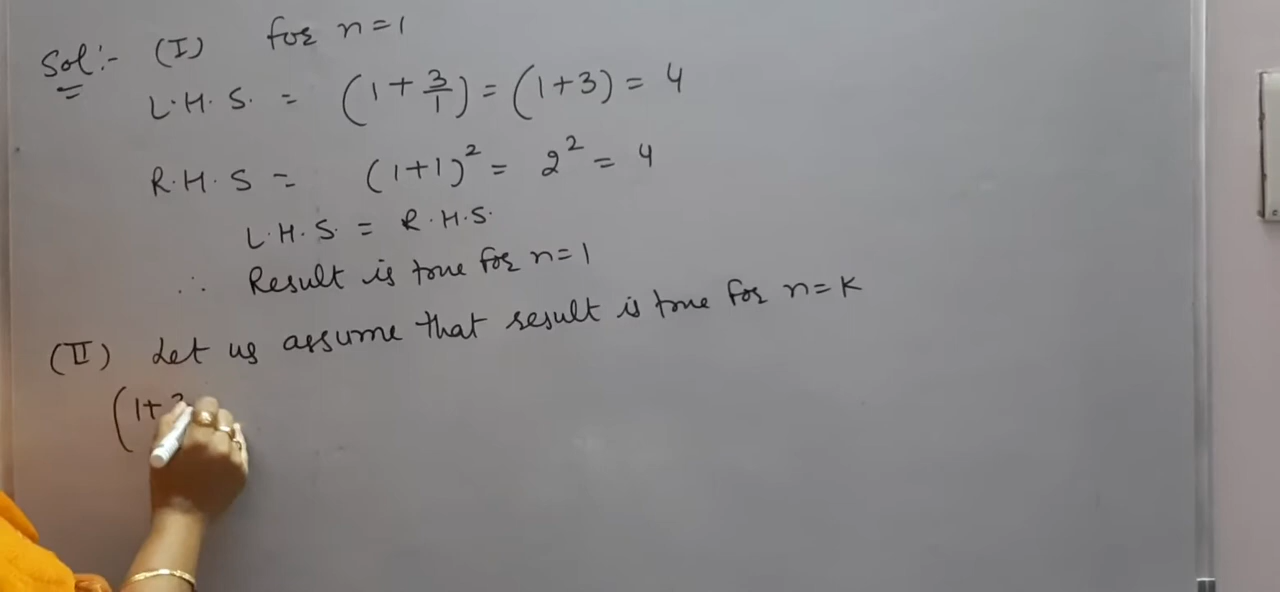 Sol:- (I) for n=1
L.H.S. = (1+3/1) = (1+3) = 4
R.H.S = (1+1)² = 2² = 4
L.H.S. = R.H.S.
∴ Result is true for n=1
(II) Let us assume that result is true for n=K
(1+